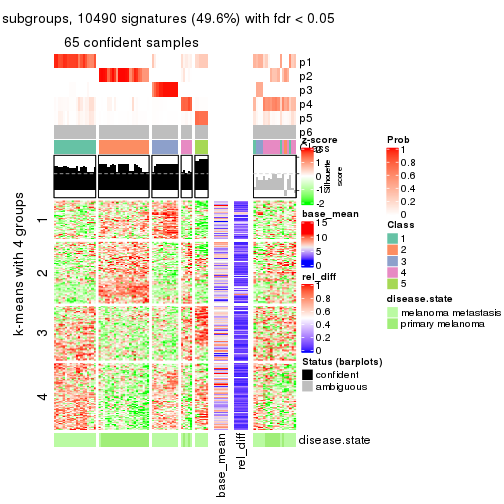 subgroups, 10490 signatures (49.6%) with fdr < 0.05
65 confident samples
p1
p2
p3
p4
p5
p6
Class
z-score
2
1
0
-1
-2
Silhouette
score
base_mean
15
10
5
0
rel_diff
1
0.8
0.6
0.4
0.2
0
Status (barplots)
confident
ambiguous
Prob
1
0.8
0.6
0.4
0.2
0
Class
1
2
3
4
5
disease.state
melanoma metastasis
primary melanoma
k-means with 4 groups
1
2
3
4
base_mean
rel_diff
disease.state